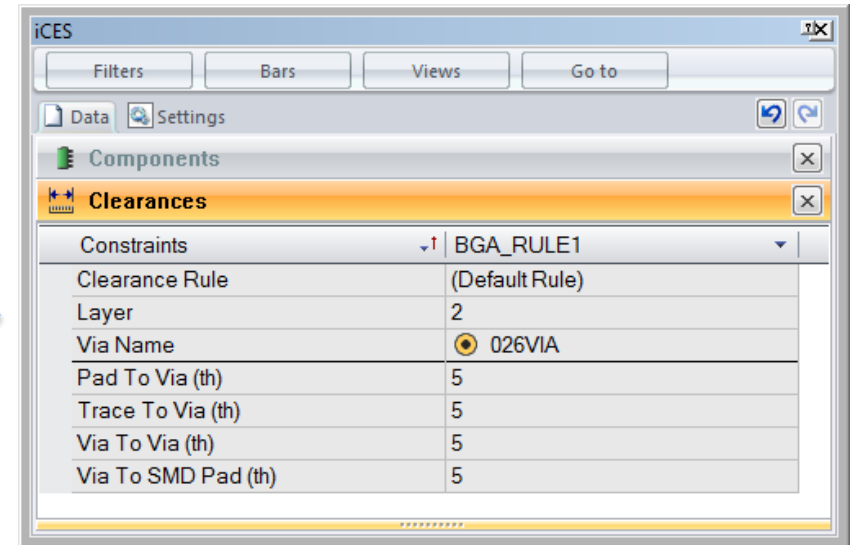 iCES
Filters Bars Views Go to
Data Settings
Components
Clearances
Constraints BGA_RULE1
Clearance Rule (Default Rule)
Layer 2
Via Name 026VIA
Pad To Via (th) 5
Trace To Via (th) 5
Via To Via (th) 5
Via To SMD Pad (th) 5